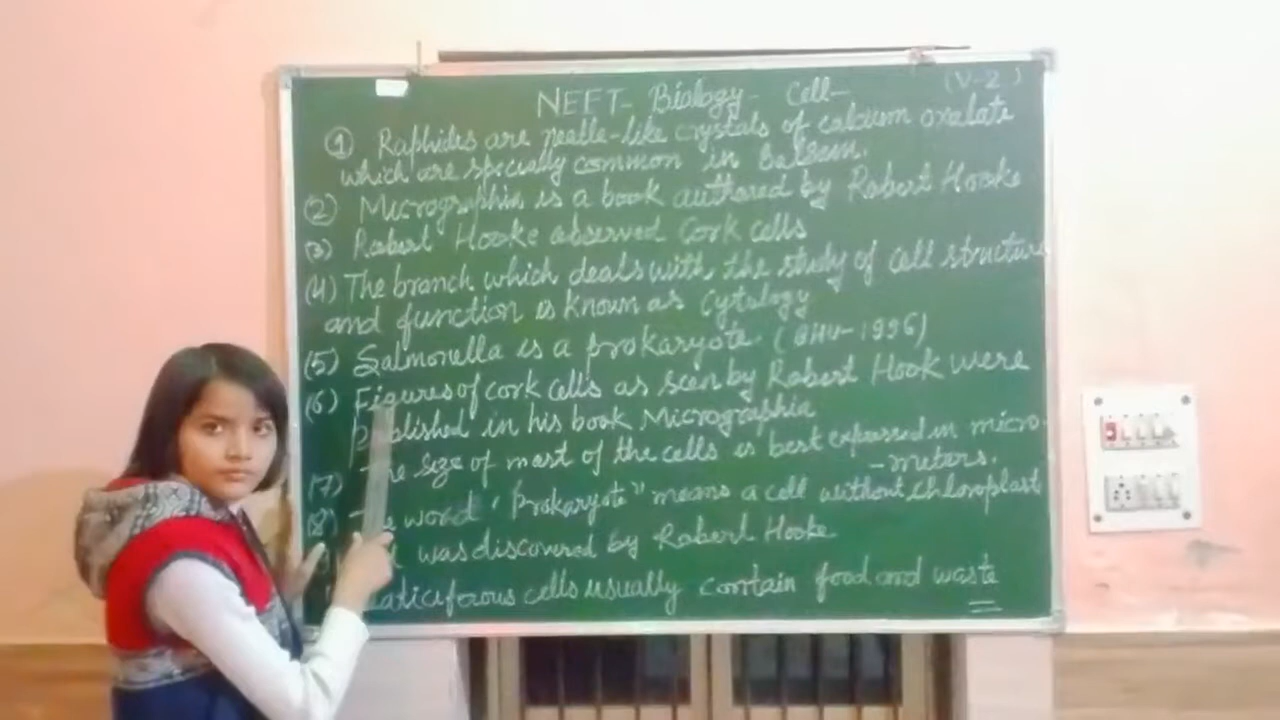 NEET- Biology- Cell- (V-2)
(1) Raphides are neadle-like crystals of calcium oxalate
which are specially common in Balsam.
(2) Micrographia is a book authored by Robert Hooke
(3) Robert Hooke observed Cork cells
(4) The branch which deals with the study of cell structure
and function is known as Cytology
(5) Salmonella is a prokaryote (BHU-1996)
(6) Figures of cork cells as seen by Robert Hook were
published in his book Micrographia
(7) The size of most of the cells is best expressed in micro-
-meters.
(8) The word "Prokaryote" means a cell without chloroplast
was discovered by Robert Hooke
cells usually contain food and waste